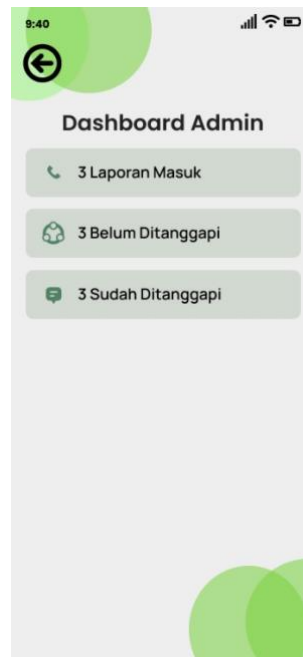 9:40
Dashboard Admin
3 Laporan Masuk
3 Belum Ditanggapi
3 Sudah Ditanggapi